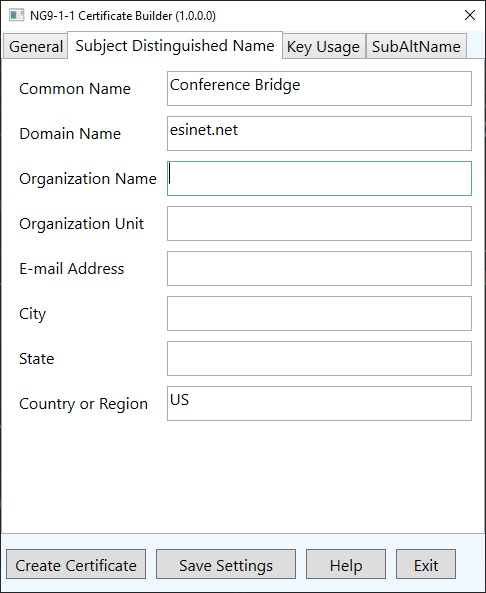 NG9-1-1 Certificate Builder (1.0.0.0)
General Subject Distinguished Name Key Usage SubAltName
Common Name Conference Bridge
Domain Name esinet.net
Organization Name
Organization Unit
E-mail Address
City
State
Country or Region US
Create Certificate Save Settings Help Exit